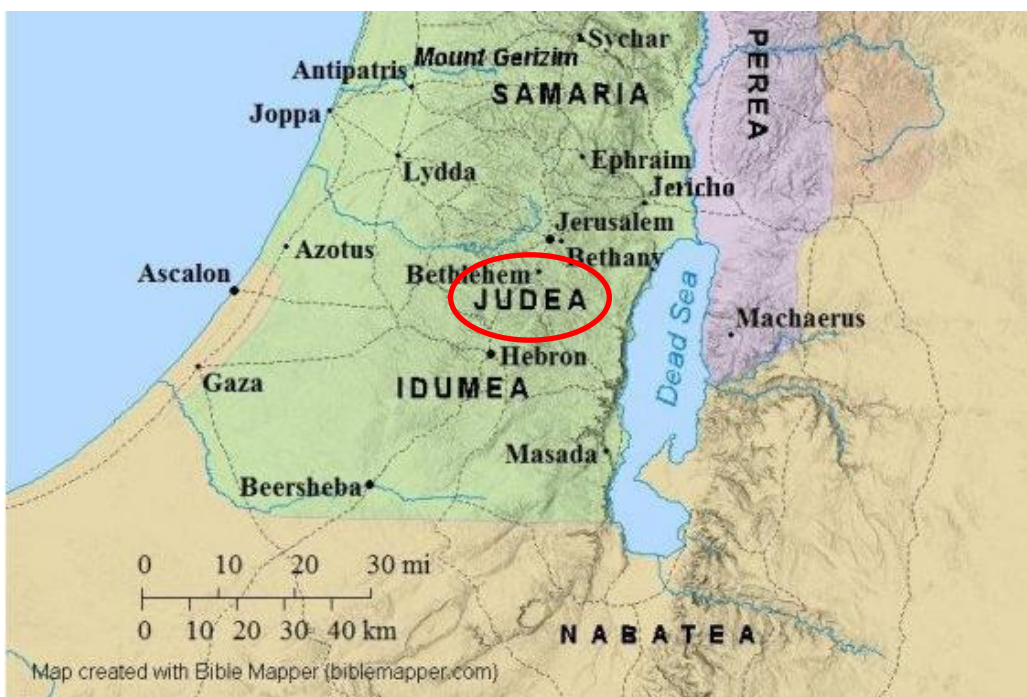 Sychar
Mount Gerizim
PEREA
Antipatris
SAMARIA
Joppa
Ephraim
Lydda
Jericho
Jerusalem
Azotus
Bethany
Ascalon
Bethlehem
JUDEA
Dead Sea
Machaerus
Hebron
Gaza
IDUMEA
Masada
Beersheba
0 10 20 30 mi
0 10 20 30 40 km
NABATEA
Map created with Bible Mapper (biblemapper.com)